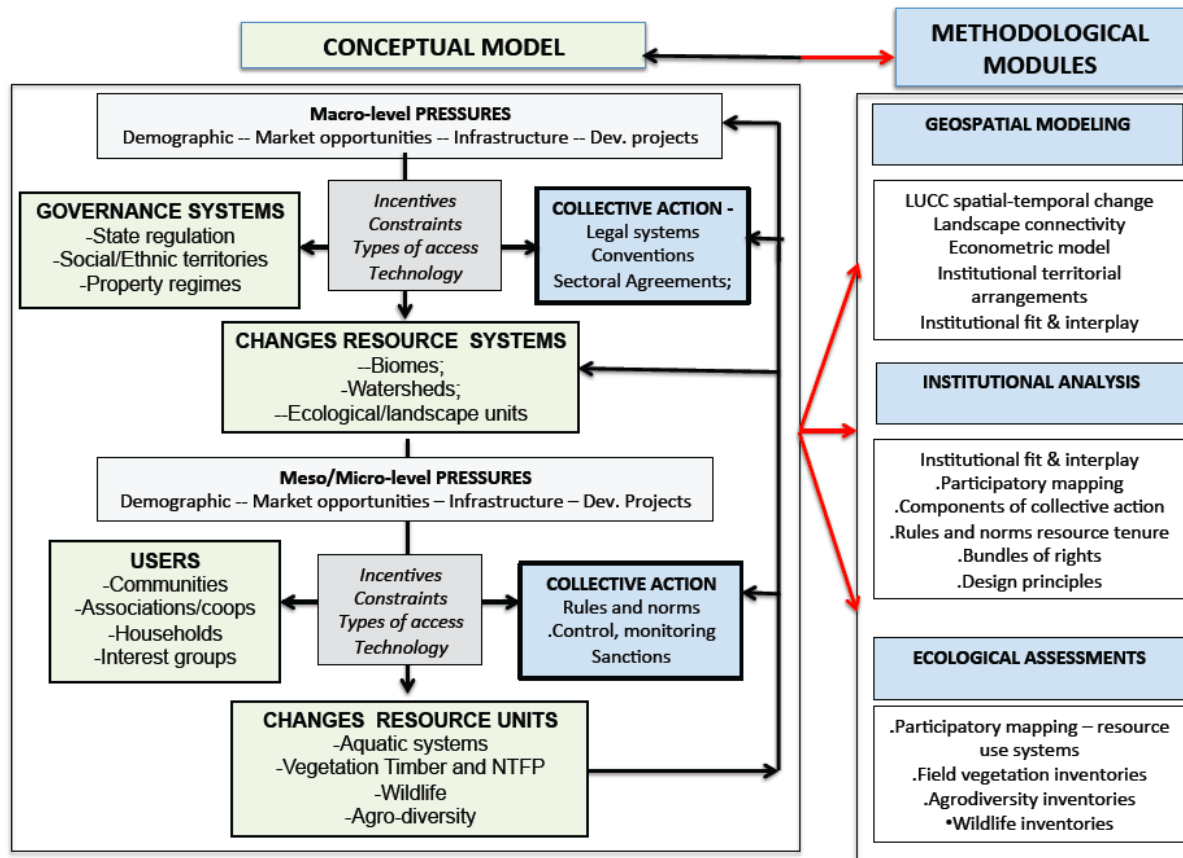 CONCEPTUAL MODEL
METHODOLOGICAL
MODULES
Macro-level PRESSURES
Demographic -- Market opportunities -- Infrastructure -- Dev. projects
Incentives
Constraints
Types of access
Technology
GOVERNANCE SYSTEMS
-State regulation
-Social/Ethnic territories
-Property regimes
COLLECTIVE ACTION -
Legal systems
Conventions
Sectoral Agreements;
CHANGES RESOURCE SYSTEMS
--Biomes;
-Watersheds;
--Ecological/landscape units
Meso/Micro-level PRESSURES
Demographic -- Market opportunities – Infrastructure – Dev. Projects
USERS
-Communities
-Associations/coops
-Households
-Interest groups
Incentives
Constraints
Types of access
Technology
COLLECTIVE ACTION
Rules and norms
.Control, monitoring
Sanctions
CHANGES RESOURCE UNITS
-Aquatic systems
-Vegetation Timber and NTFP
-Wildlife
-Agro-diversity
GEOSPATIAL MODELING
LUCC spatial-temporal change
Landscape connectivity
Econometric model
Institutional territorial
arrangements
Institutional fit & interplay
INSTITUTIONAL ANALYSIS
Institutional fit & interplay
.Participatory mapping
.Components of collective action
.Rules and norms resource tenure
.Bundles of rights
.Design principles
ECOLOGICAL ASSESSMENTS
.Participatory mapping – resource
use systems
.Field vegetation inventories
.Agrodiversity inventories
•Wildlife inventories